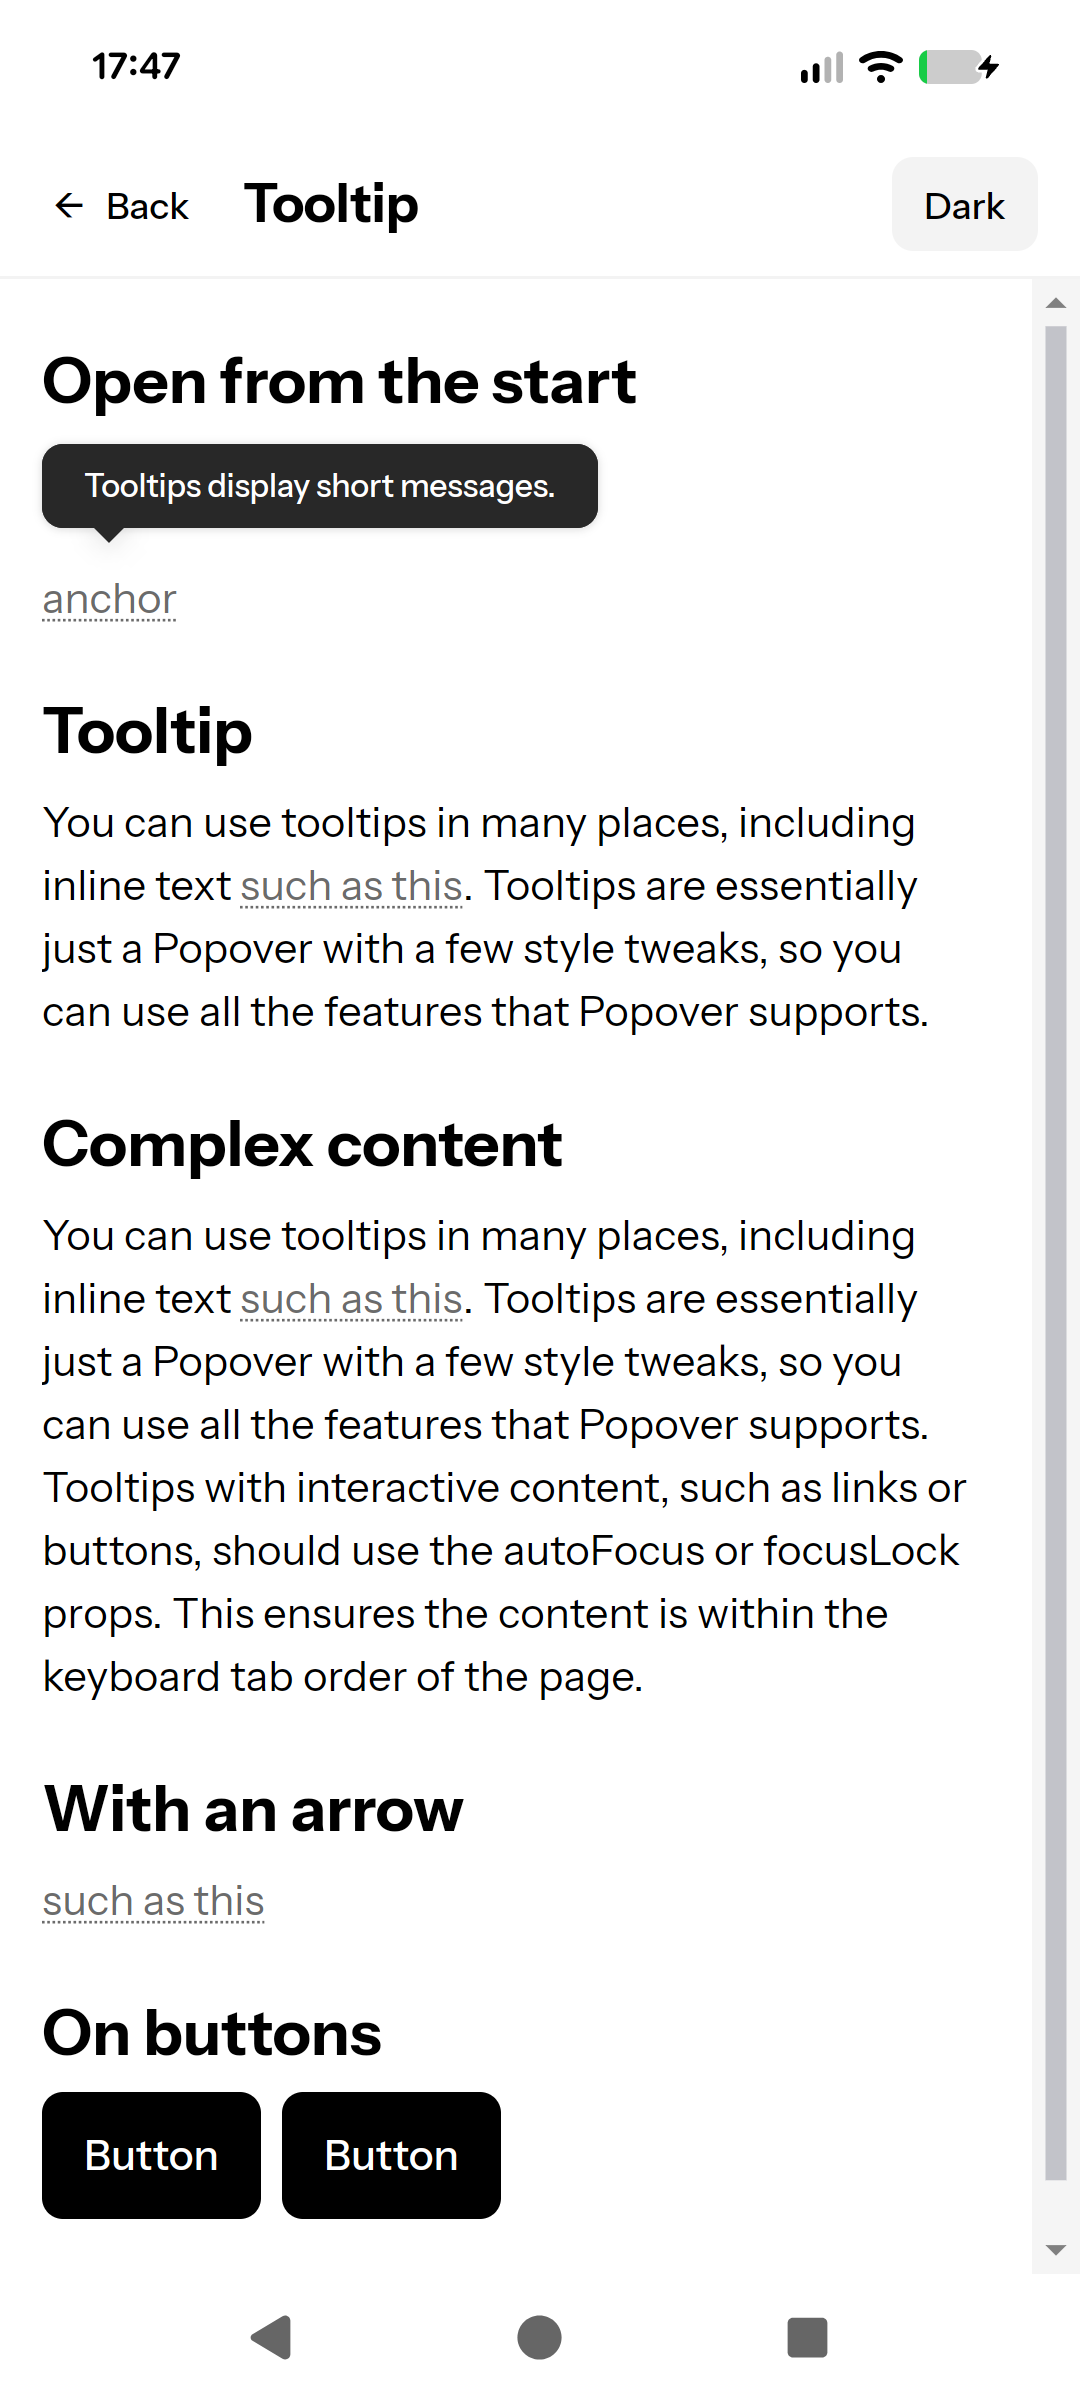 17:47
Back
Tooltip
Dark
Open from the start
Tooltips display short messages.
anchor
Tooltip
You can use tooltips in many places, including
inline text such as this. Tooltips are essentially
just a Popover with a few style tweaks, so you
can use all the features that Popover supports.
Complex content
You can use tooltips in many places, including
inline text such as this. Tooltips are essentially
just a Popover with a few style tweaks, so you
can use all the features that Popover supports.
Tooltips with interactive content, such as links or
buttons, should use the autoFocus or focusLock
props. This ensures the content is within the
keyboard tab order of the page.
With an arrow
such as this
On buttons
Button Button